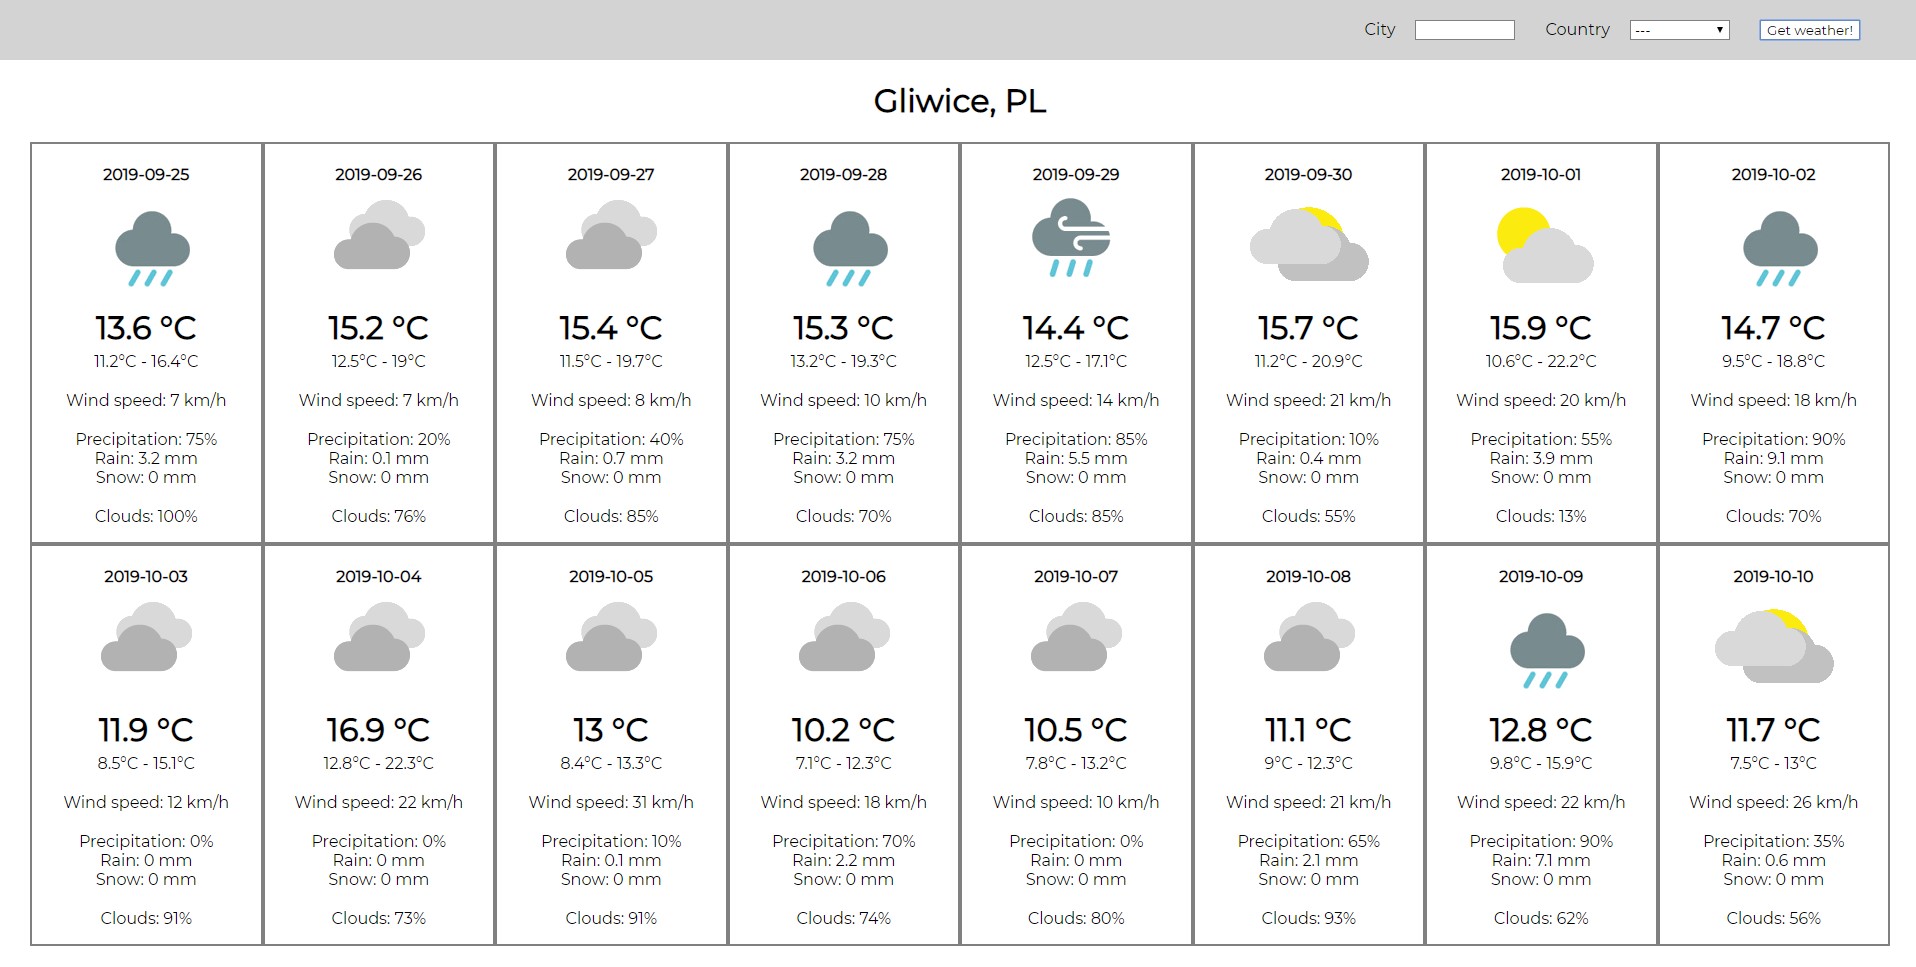 City
Country
---
Get weather!
Gliwice, PL
2019-09-25
13.6 °C
11.2°C - 16.4°C
Wind speed: 7 km/h
Precipitation: 75%
Rain: 3.2 mm
Snow: 0 mm
Clouds: 100%
2019-09-26
15.2 °C
12.5°C - 19°C
Wind speed: 7 km/h
Precipitation: 20%
Rain: 0.1 mm
Snow: 0 mm
Clouds: 76%
2019-09-27
15.4 °C
11.5°C - 19.7°C
Wind speed: 8 km/h
Precipitation: 40%
Rain: 0.7 mm
Snow: 0 mm
Clouds: 85%
2019-09-28
15.3 °C
13.2°C - 19.3°C
Wind speed: 10 km/h
Precipitation: 75%
Rain: 3.2 mm
Snow: 0 mm
Clouds: 70%
2019-09-29
14.4 °C
12.5°C - 17.1°C
Wind speed: 14 km/h
Precipitation: 85%
Rain: 5.5 mm
Snow: 0 mm
Clouds: 85%
2019-09-30
15.7 °C
11.2°C - 20.9°C
Wind speed: 21 km/h
Precipitation: 10%
Rain: 0.4 mm
Snow: 0 mm
Clouds: 55%
2019-10-01
15.9 °C
10.6°C - 22.2°C
Wind speed: 20 km/h
Precipitation: 55%
Rain: 3.9 mm
Snow: 0 mm
Clouds: 13%
2019-10-02
14.7 °C
9.5°C - 18.8°C
Wind speed: 18 km/h
Precipitation: 90%
Rain: 9.1 mm
Snow: 0 mm
Clouds: 70%
2019-10-03
11.9 °C
8.5°C - 15.1°C
Wind speed: 12 km/h
Precipitation: 0%
Rain: 0 mm
Snow: 0 mm
Clouds: 91%
2019-10-04
16.9 °C
12.8°C - 22.3°C
Wind speed: 22 km/h
Precipitation: 0%
Rain: 0 mm
Snow: 0 mm
Clouds: 73%
2019-10-05
13 °C
8.4°C - 13.3°C
Wind speed: 31 km/h
Precipitation: 10%
Rain: 0.1 mm
Snow: 0 mm
Clouds: 91%
2019-10-06
10.2 °C
7.1°C - 12.3°C
Wind speed: 18 km/h
Precipitation: 70%
Rain: 2.2 mm
Snow: 0 mm
Clouds: 74%
2019-10-07
10.5 °C
7.8°C - 13.2°C
Wind speed: 10 km/h
Precipitation: 0%
Rain: 0 mm
Snow: 0 mm
Clouds: 80%
2019-10-08
11.1 °C
9°C - 12.3°C
Wind speed: 21 km/h
Precipitation: 65%
Rain: 2.1 mm
Snow: 0 mm
Clouds: 93%
2019-10-09
12.8 °C
9.8°C - 15.9°C
Wind speed: 22 km/h
Precipitation: 90%
Rain: 7.1 mm
Snow: 0 mm
Clouds: 62%
2019-10-10
11.7 °C
7.5°C - 13°C
Wind speed: 26 km/h
Precipitation: 35%
Rain: 0.6 mm
Snow: 0 mm
Clouds: 56%